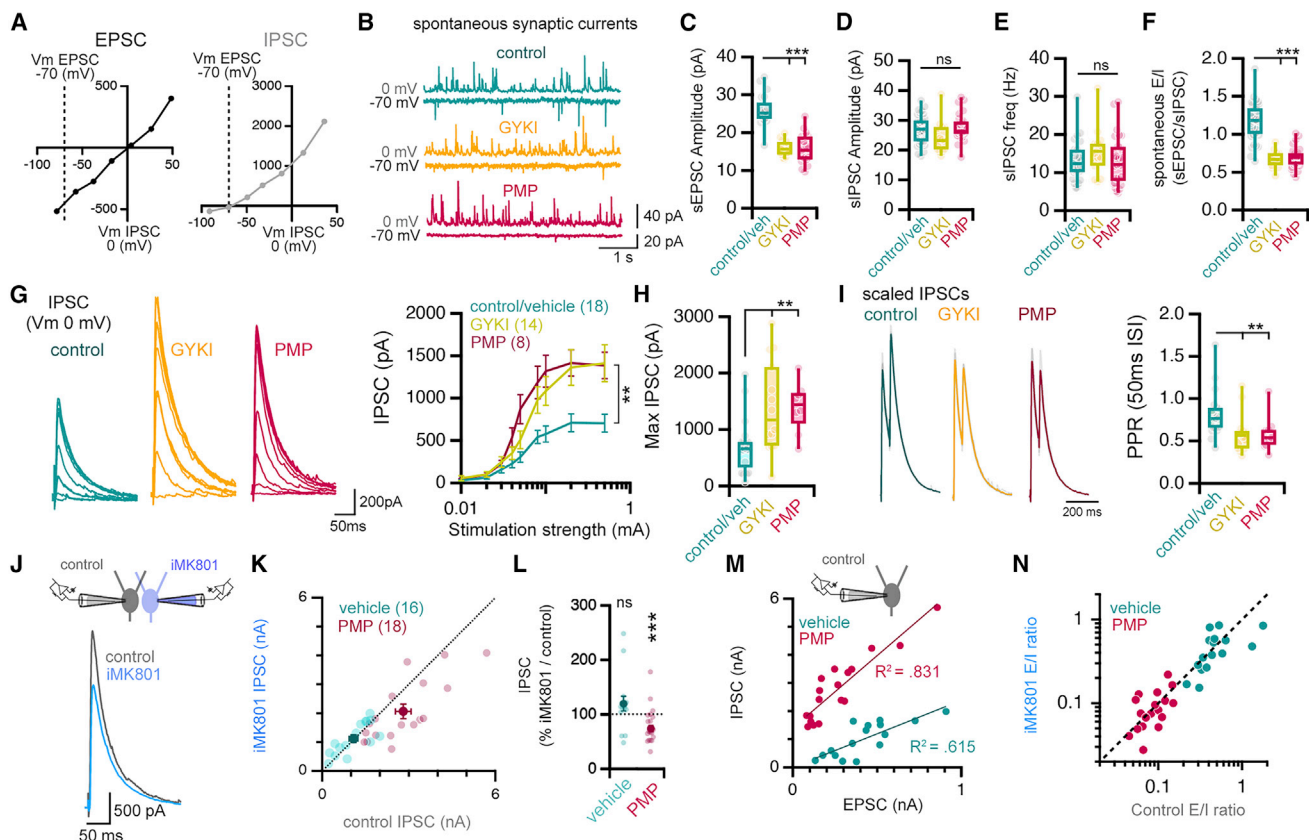 A
EPSC
Vm EPSC
-70 (mV)
500
-100
50
-500
Vm IPSC
0 (mV)
IPSC
Vm EPSC
-70 (mV)
3000
2000
1000
-100
-50
0
50
Vm IPSC
0 (mV)
B
spontaneous synaptic currents
control
0 mV
-70 mV
GYKI
0 mV
-70 mV
PMP
0 mV
-70 mV
40 pA
20 pA
1 s
C
sEPSC Amplitude (pA)
40
30
20
10
0
***
control/veh
GYKI
PMP
D
sIPSC Amplitude (pA)
50
40
30
20
10
0
ns
control/veh
GYKI
PMP
E
sIPSC freq (Hz)
40
30
20
10
0
ns
control/veh
GYKI
PMP
F
spontaneous E/I
(sEPSC/sIPSC)
2.0
1.5
1.0
0.5
0.0
***
control/veh
GYKI
PMP
G
IPSC
(Vm 0 mV)
control
GYKI
PMP
200pA
50ms
IPSC (pA)
2000
1500
1000
500
0
control/vehicle (18)
GYKI (14)
PMP (8)
**
0.01
0.1
1
Stimulation strength (mA)
H
Max IPSC (pA)
3000
2000
1000
0
**
control/veh
GYKI
PMP
I
scaled IPSCs
control
GYKI
PMP
200 ms
PPR (50ms ISI)
2.0
1.5
1.0
0.5
0.0
**
control/veh
GYKI
PMP
J
control
iMK801
control
iMK801
500 pA
50 ms
K
iMK801 IPSC (nA)
6
0
6
vehicle (16)
PMP (18)
control IPSC (nA)
L
IPSC
(% iMK801 / control)
300
200
100
0
ns
***
vehicle
PMP
M
IPSC (nA)
6
4
2
0
0
1
vehicle
PMP
R² = .831
R² = .615
EPSC (nA)
N
iMK801 E/I ratio
1
0.1
vehicle
PMP
0.1
1
Control E/I ratio